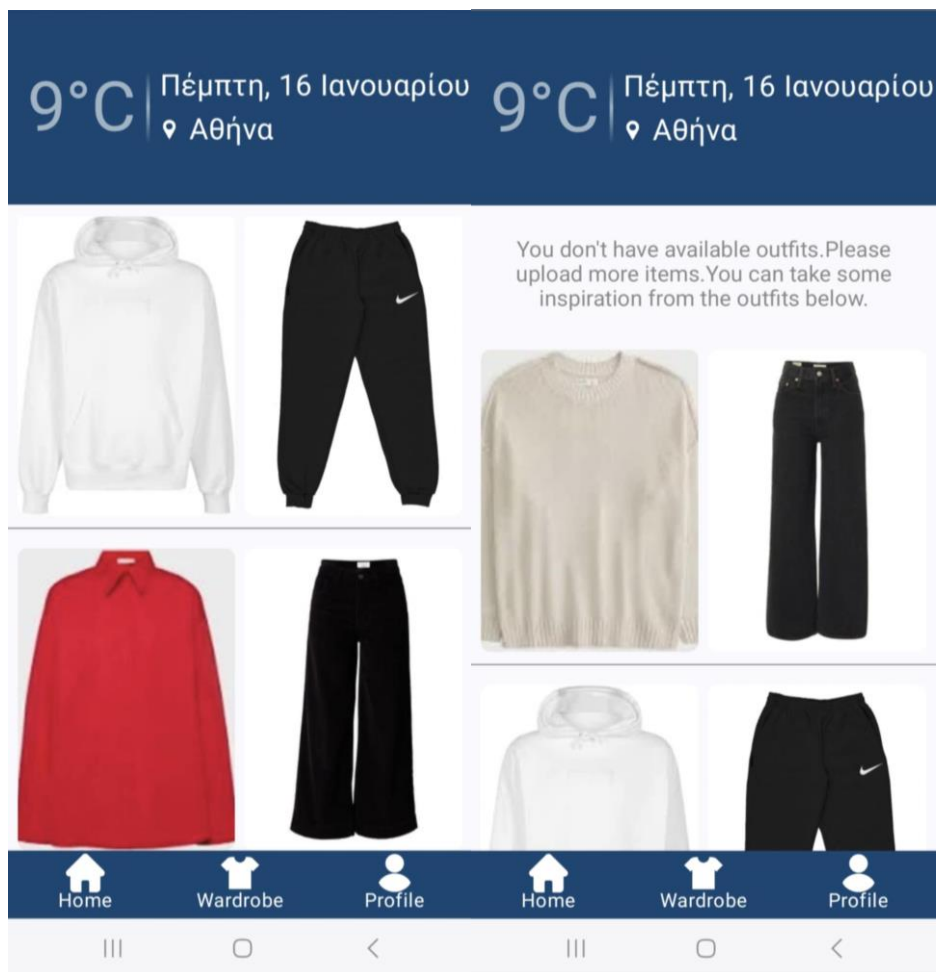 9°C
Πέμπτη, 16 Ιανουαρίου
Αθήνα
Home
Wardrobe
Profile
9°C
Πέμπτη, 16 Ιανουαρίου
Αθήνα
You don't have available outfits.Please
upload more items.You can take some
inspiration from the outfits below.
Home
Wardrobe
Profile